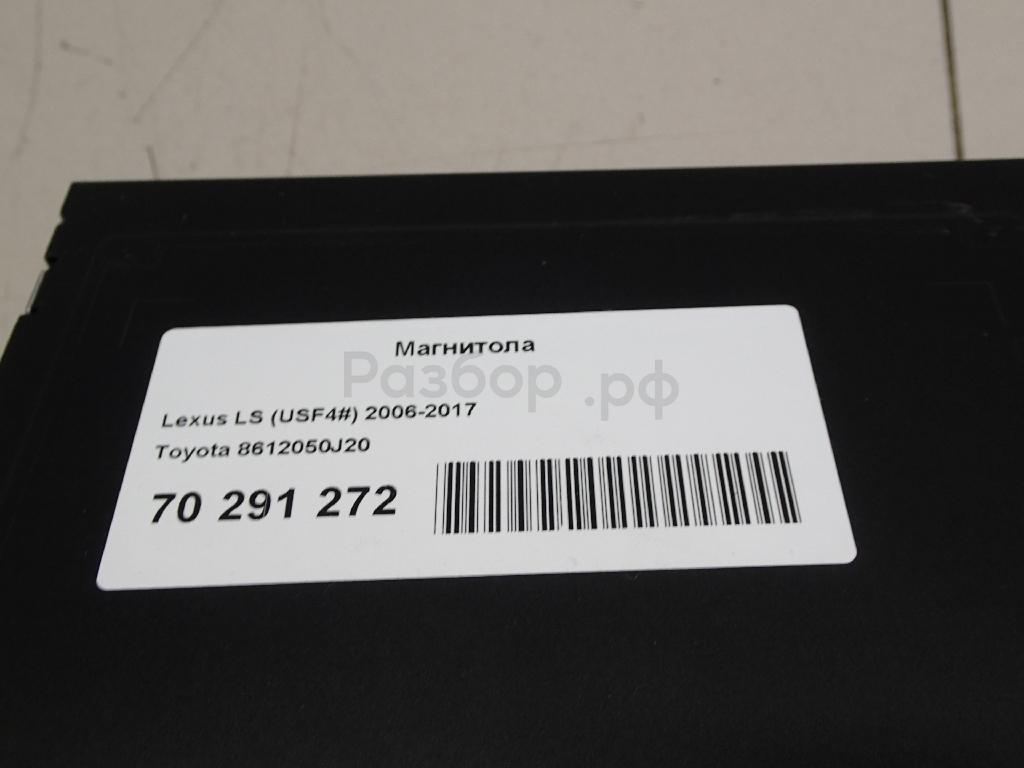 Магнитола
Разбор.рф
Lexus LS (USF4#) 2006-2017
Toyota 8612050J20
70 291 272